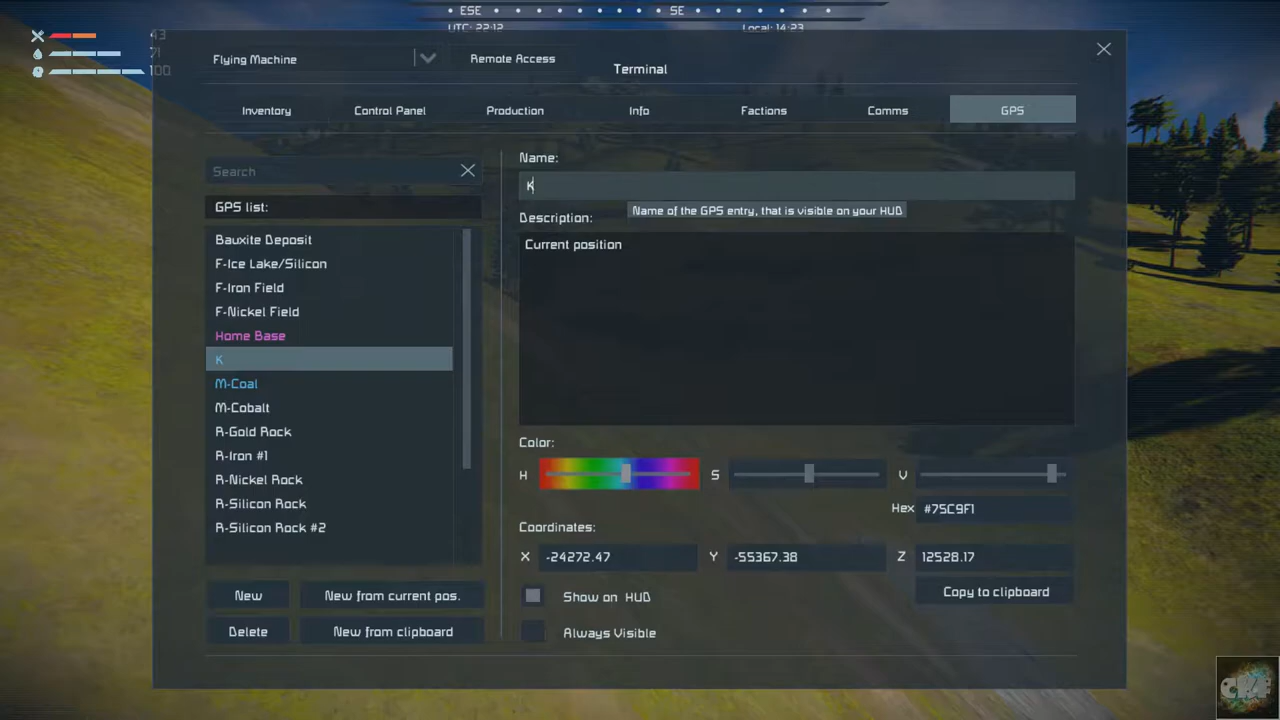 ESE SE
UTC: 22:12 Local: 14:23
43
71
100
Flying Machine
Remote Access
Terminal
Inventory Control Panel Production Info Factions Comms GPS
Search
GPS list:
Bauxite Deposit
F-Ice Lake/Silicon
F-Iron Field
F-Nickel Field
Home Base
K
M-Coal
M-Cobalt
R-Gold Rock
R-Iron #1
R-Nickel Rock
R-Silicon Rock
R-Silicon Rock #2
New New from current pos.
Delete New from clipboard
Name:
K
Name of the GPS entry, that is visible on your HUD
Description:
Current position
Color:
H S V
Hex #75C9F1
Coordinates:
X -24272.47 Y -55367.38 Z 12528.17
Show on HUD
Copy to clipboard
Always Visible